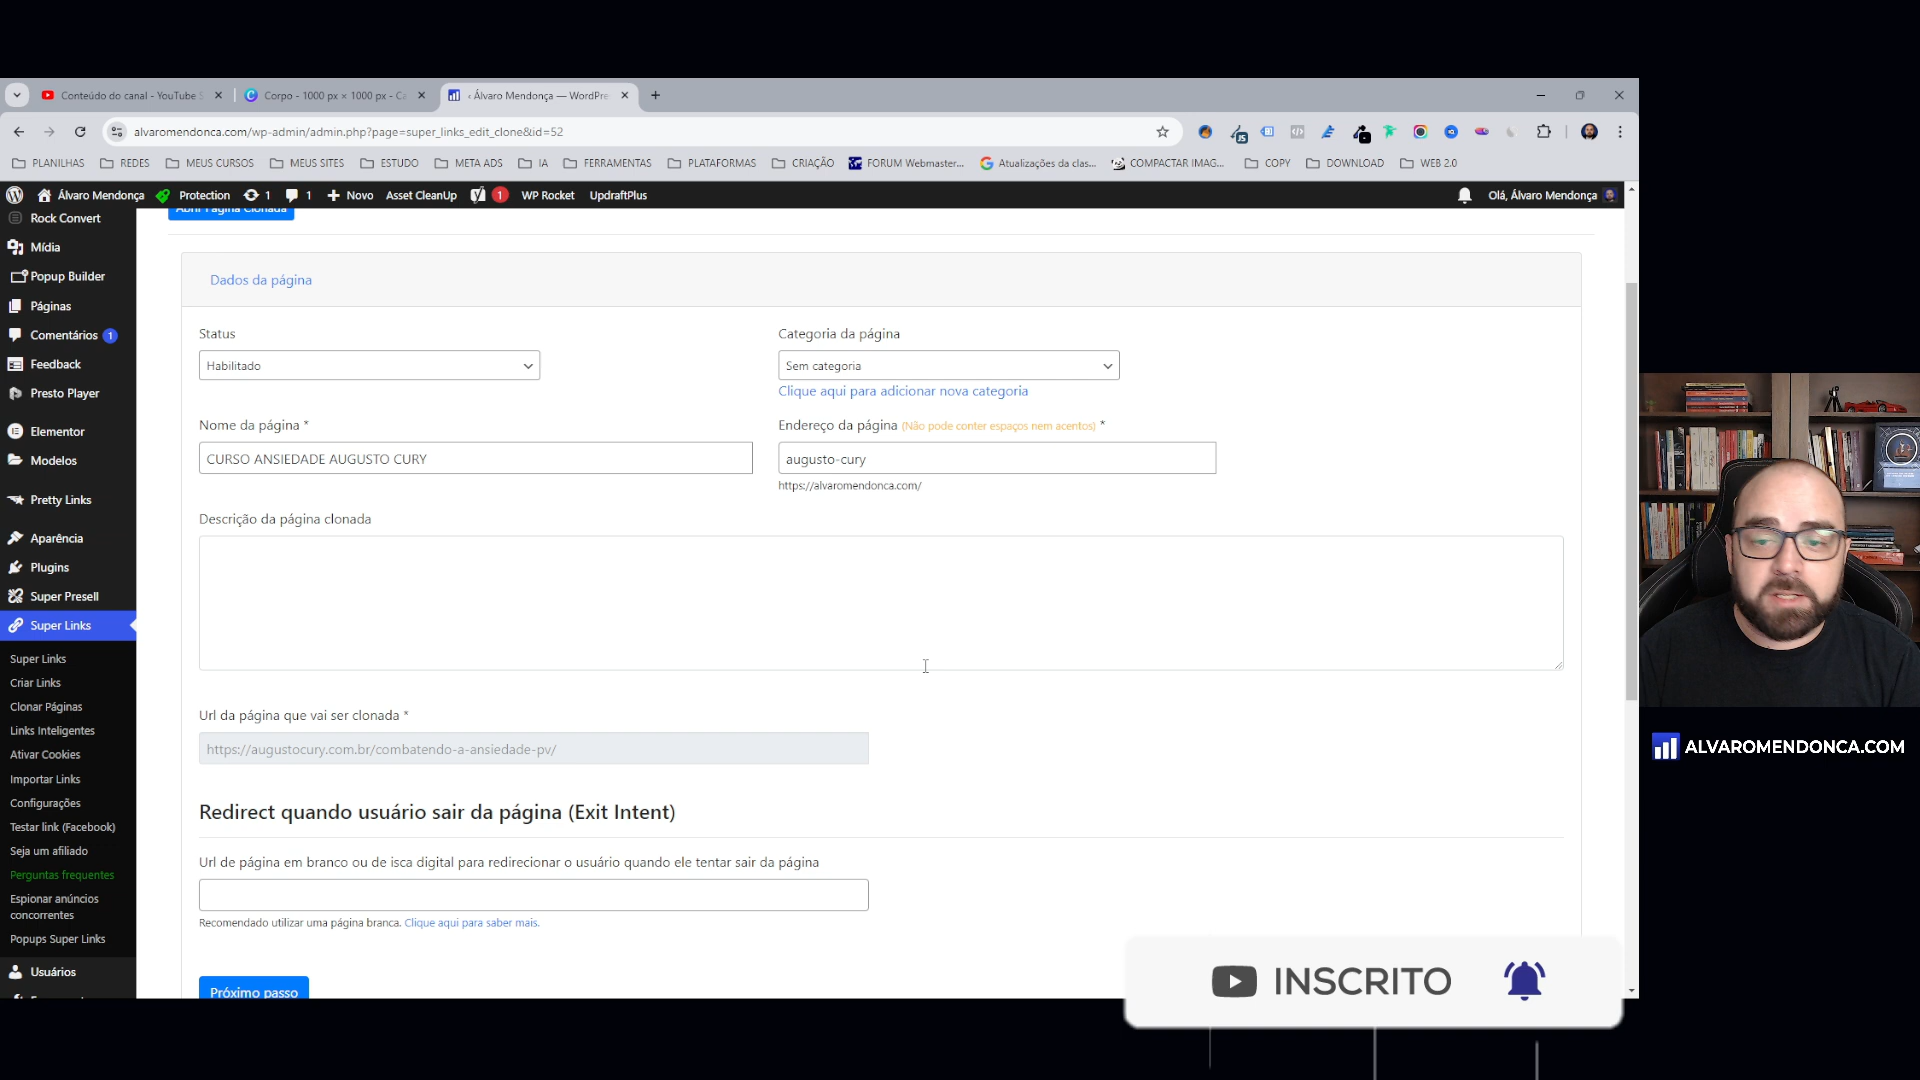 Conteúdo do canal - YouTube S
Corpo - 1000 px × 1000 px - Ca
‹ Álvaro Mendonça — WordPre
alvaromendonca.com/wp-admin/admin.php?page=super_links_edit_clone&id=52
PLANILHAS
REDES
MEUS CURSOS
MEUS SITES
ESTUDO
META ADS
IA
FERRAMENTAS
PLATAFORMAS
CRIAÇÃO
FORUM Webmaster...
Atualizações da clas...
COMPACTAR IMAG...
COPY
DOWNLOAD
WEB 2.0
Álvaro Mendonça
Protection
1
1
Novo
Asset CleanUp
1
WP Rocket
UpdraftPlus
Olá, Álvaro Mendonça
Rock Convert
Mídia
Popup Builder
Páginas
Comentários 1
Feedback
Presto Player
Elementor
Modelos
Pretty Links
Aparência
Plugins
Super Presell
Super Links
Super Links
Criar Links
Clonar Páginas
Links Inteligentes
Ativar Cookies
Importar Links
Configurações
Testar link (Facebook)
Seja um afiliado
Perguntas frequentes
Espionar anúncios
concorrentes
Popups Super Links
Usuários
Abrir Página Clonada
Dados da página
Status
Habilitado
Categoria da página
Sem categoria
Clique aqui para adicionar nova categoria
Nome da página *
CURSO ANSIEDADE AUGUSTO CURY
Endereço da página (Não pode conter espaços nem acentos) *
augusto-cury
https://alvaromendonca.com/
Descrição da página clonada
Url da página que vai ser clonada *
https://augustocury.com.br/combatendo-a-ansiedade-pv/
Redirect quando usuário sair da página (Exit Intent)
Url de página em branco ou de isca digital para redirecionar o usuário quando ele tentar sair da página
Recomendado utilizar uma página branca. Clique aqui para saber mais.
Próximo passo
INSCRITO
ALVAROMENDONCA.COM